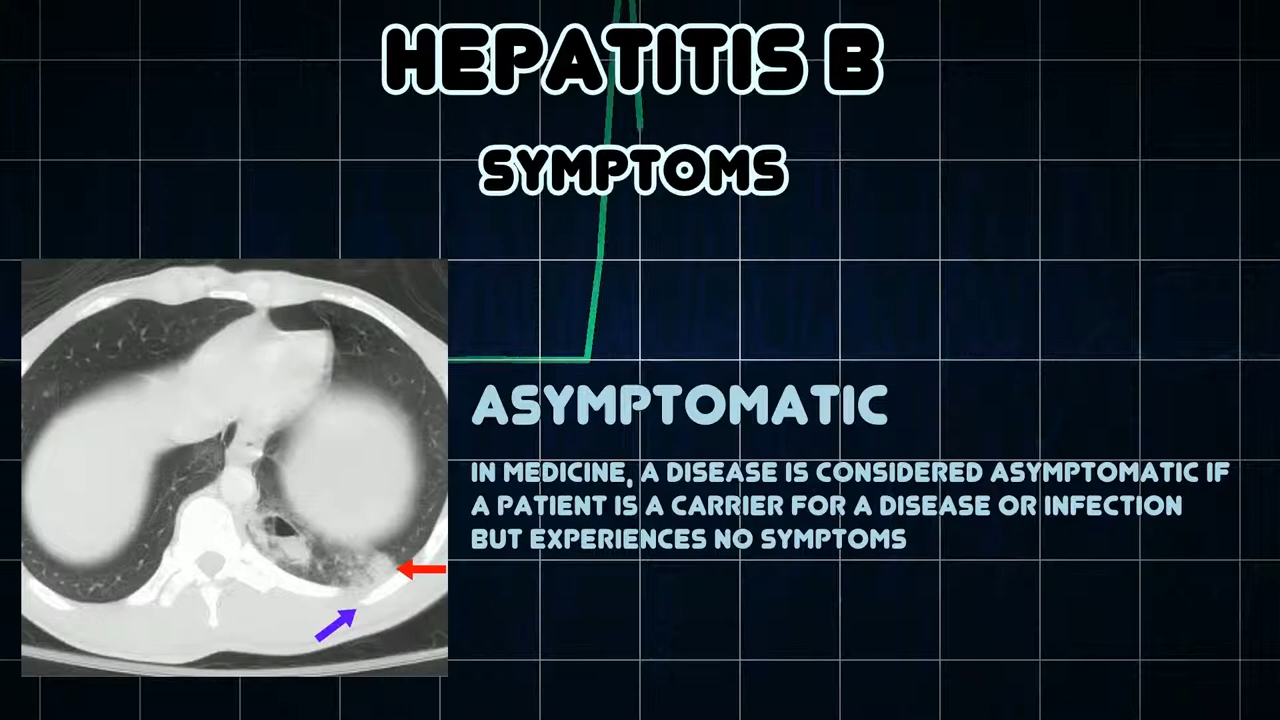 HEPATITIS B
SYMPTOMS
ASYMPTOMATIC
IN MEDICINE, A DISEASE IS CONSIDERED ASYMPTOMATIC IF
A PATIENT IS A CARRIER FOR A DISEASE OR INFECTION
BUT EXPERIENCES NO SYMPTOMS